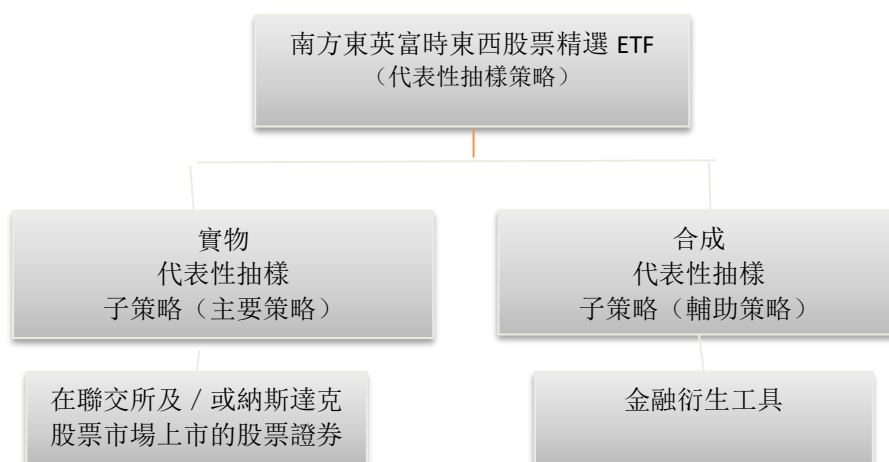 南方東英富時東西股票精選 ETF
（代表性抽樣策略）
實物
代表性抽樣
子策略（主要策略）
合成
代表性抽樣
子策略（輔助策略）
在聯交所及 / 或納斯達克
股票市場上市的股票證券
金融衍生工具